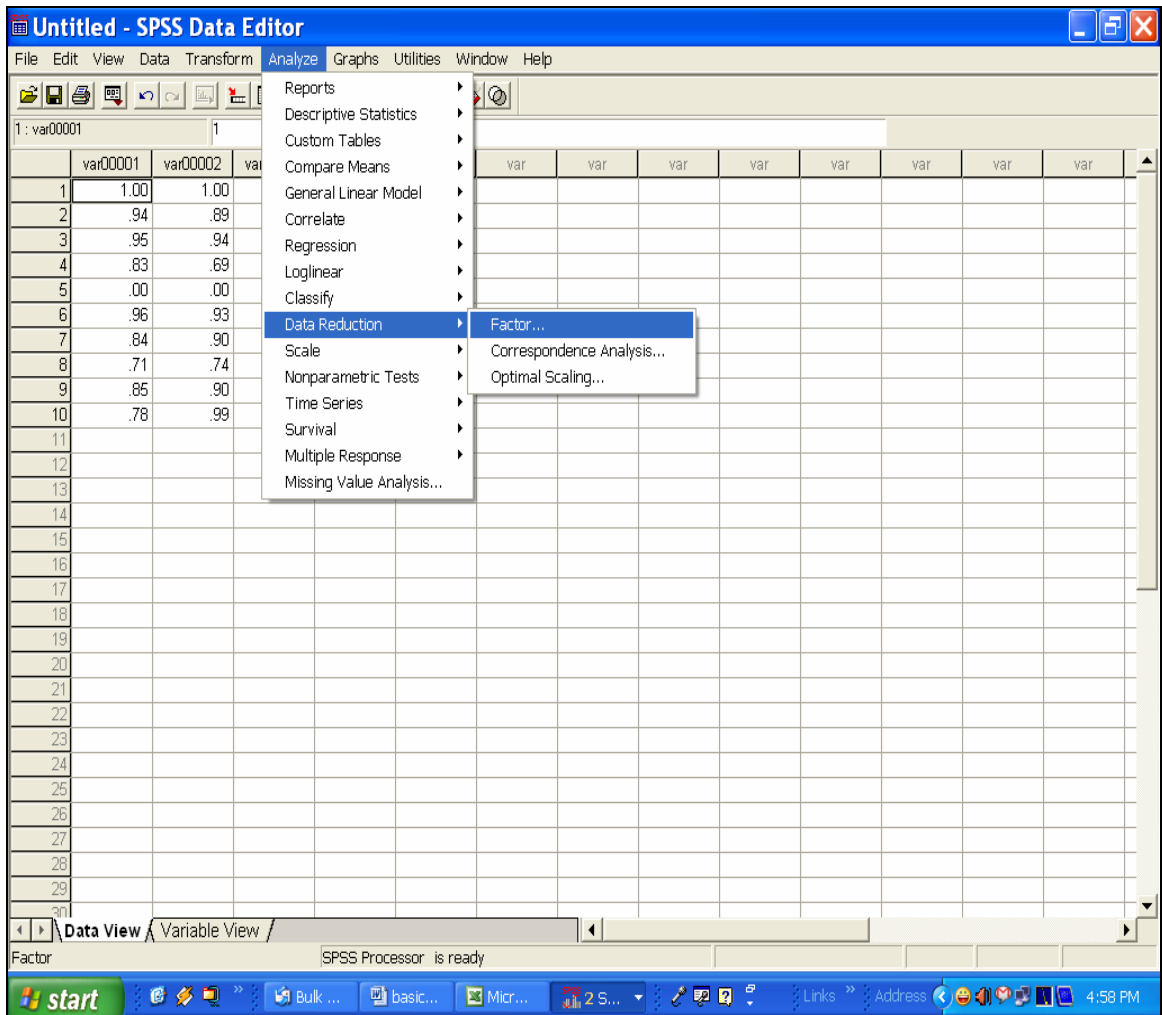 Untitled - SPSS Data Editor
File Edit View Data Transform Analyze Graphs Utilities Window Help
1 : var00001 1
var00001 var00002 var var var var var var var var var
1 1.00 1.00
2 .94 .89
3 .95 .94
4 .83 .69
5 .00 .00
6 .96 .93
7 .84 .90
8 .71 .74
9 .85 .90
10 .78 .99
11
12
13
14
15
16
17
18
19
20
21
22
23
24
25
26
27
28
29
30
Reports
Descriptive Statistics
Custom Tables
Compare Means
General Linear Model
Correlate
Regression
Loglinear
Classify
Data Reduction
Scale
Nonparametric Tests
Time Series
Survival
Multiple Response
Missing Value Analysis...
Factor...
Correspondence Analysis...
Optimal Scaling...
Data View Variable View
Factor SPSS Processor is ready
start Bulk ... basic... Micr... 2 S... Links Address 4:58 PM